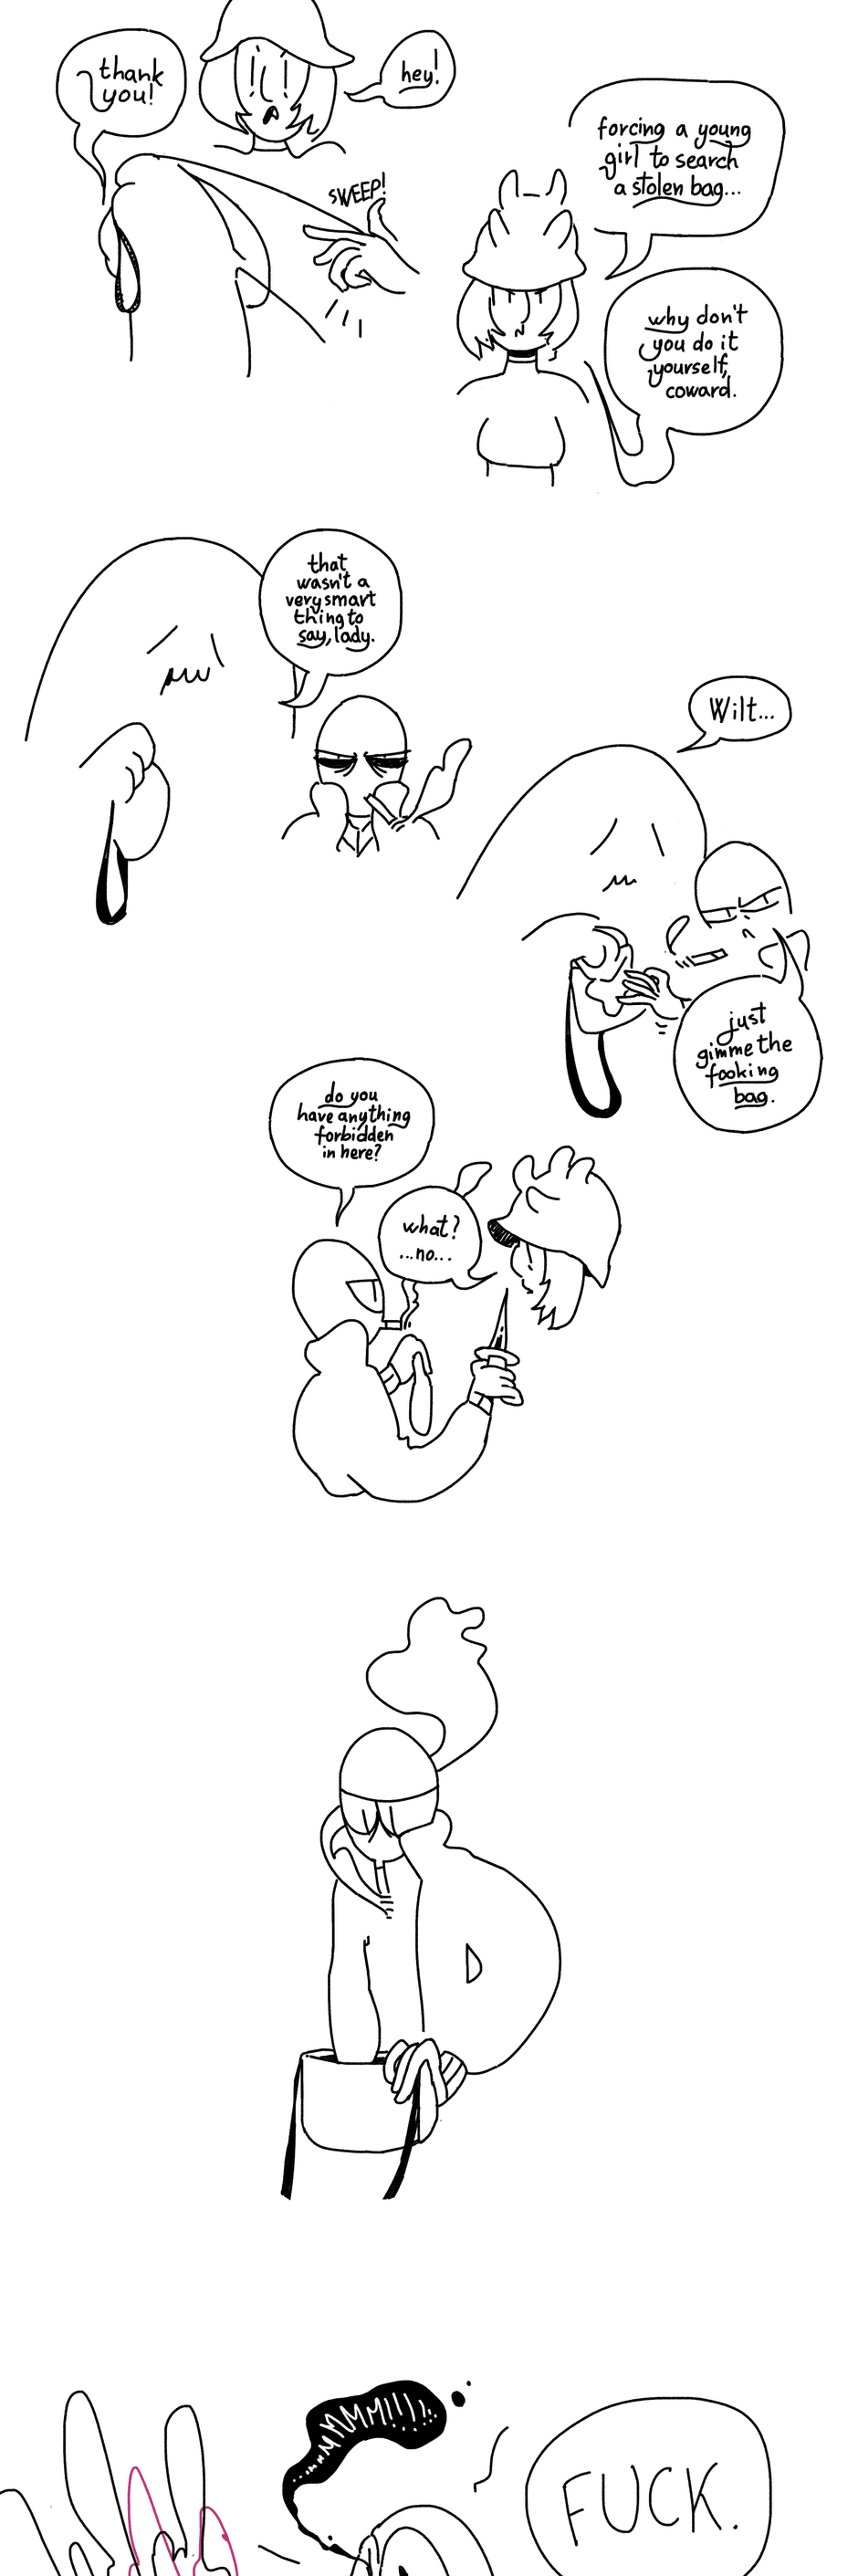 thank
you!
hey!
SWEEP!
forcing a young
girl to search
a stolen bag...
why don't
you do it
yourself,
coward.
that
wasn't a
very smart
thing to
say, lady.
Wilt...
just
gimme the
fooking
bag.
do you
have anything
forbidden
in here?
what?
...no...
MMMM!!!!
FUCK.